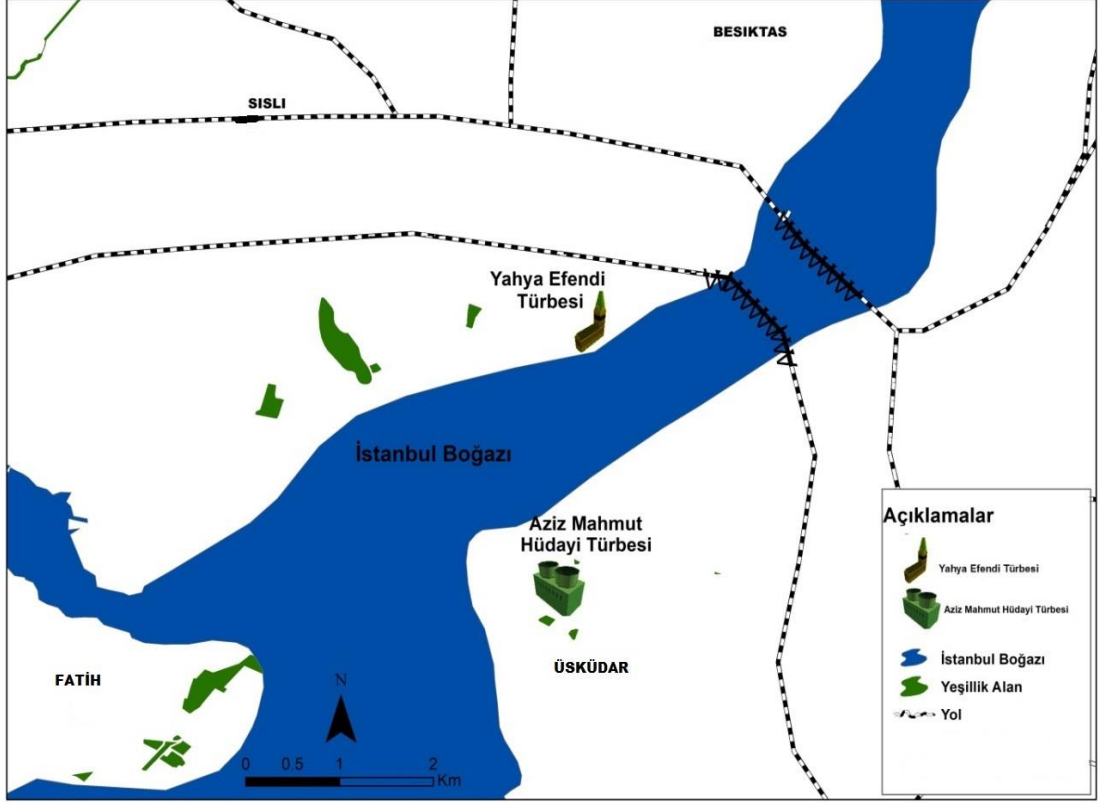 BESIKTAS
SISLI
Yahya Efendi
Türbesi
İstanbul Boğazı
Aziz Mahmut
Hüdayi Türbesi
ÜSKÜDAR
FATİH
N
0 0.5 1 2
Km
Açıklamalar
Yahya Efendi Türbesi
Aziz Mahmut Hüdayi Türbesi
İstanbul Boğazı
Yeşillik Alan
Yol